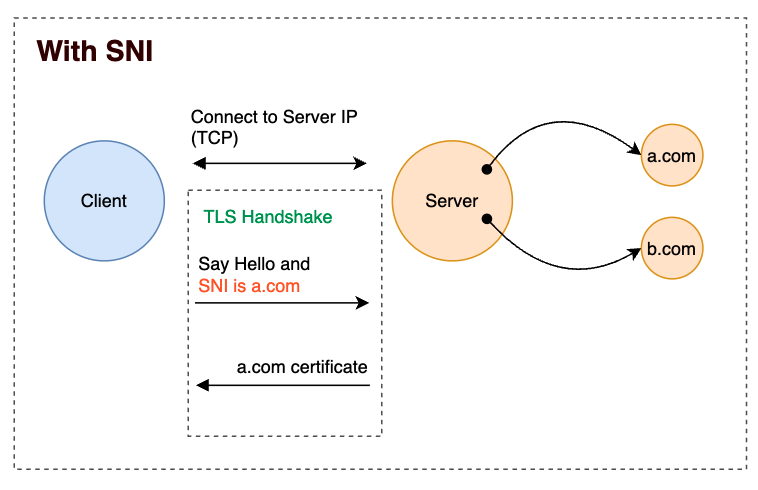 With SNI
Connect to Server IP
(TCP)
Client
Server
a.com
b.com
TLS Handshake
Say Hello and
SNI is a.com
a.com certificate